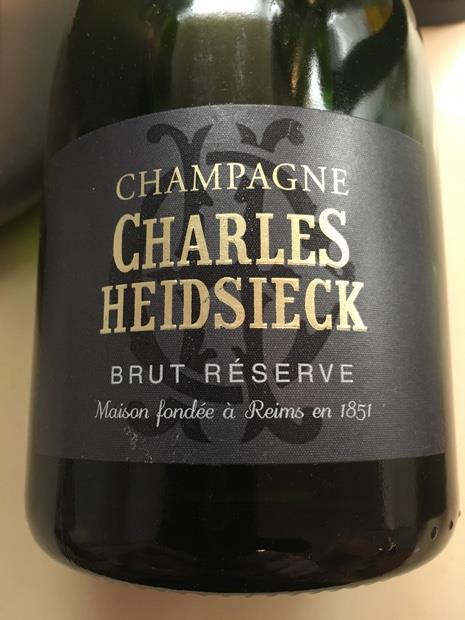 CHAMPAGNE
CHARLES
HEIDSIECK
BRUT RÉSERVE
Maison fondée à Reims en 1851